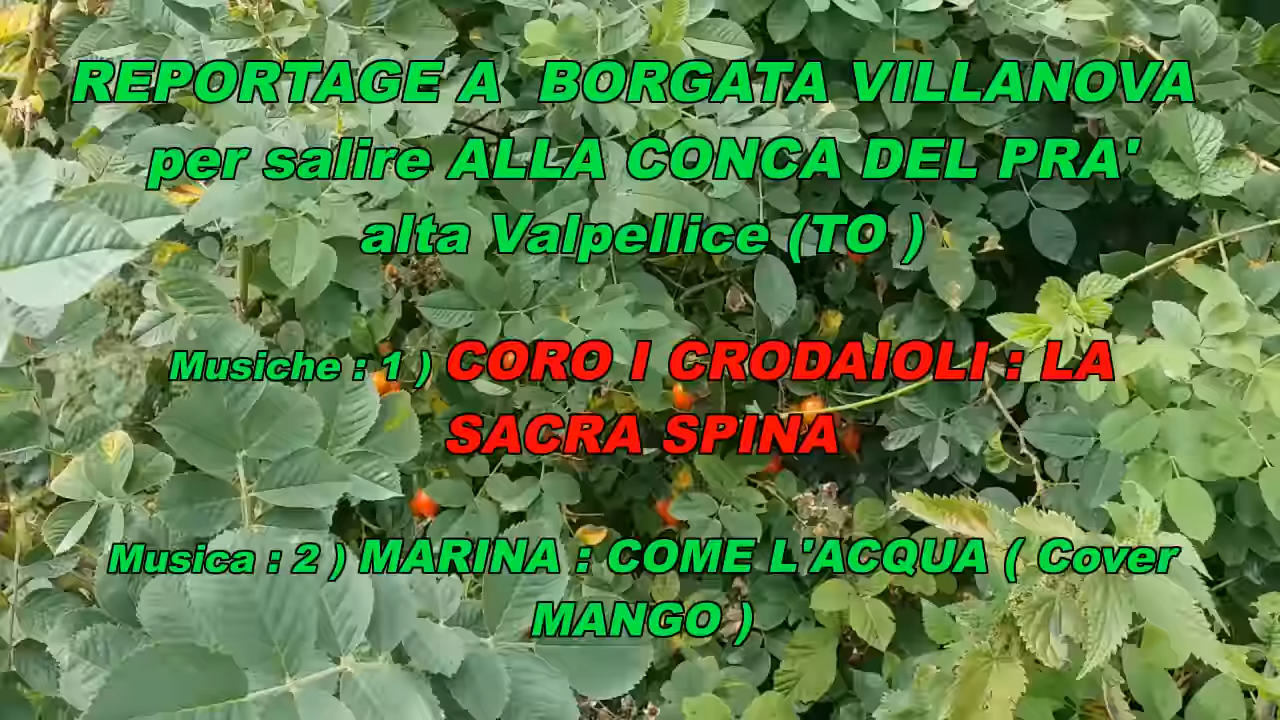 REPORTAGE A BORGATA VILLANOVA
per salire ALLA CONCA DEL PRA'
alta Valpellice (TO )
Musiche : 1 ) CORO I CRODAIOLI : LA
SACRA SPINA
Musica : 2 ) MARINA : COME L'ACQUA ( Cover
MANGO )